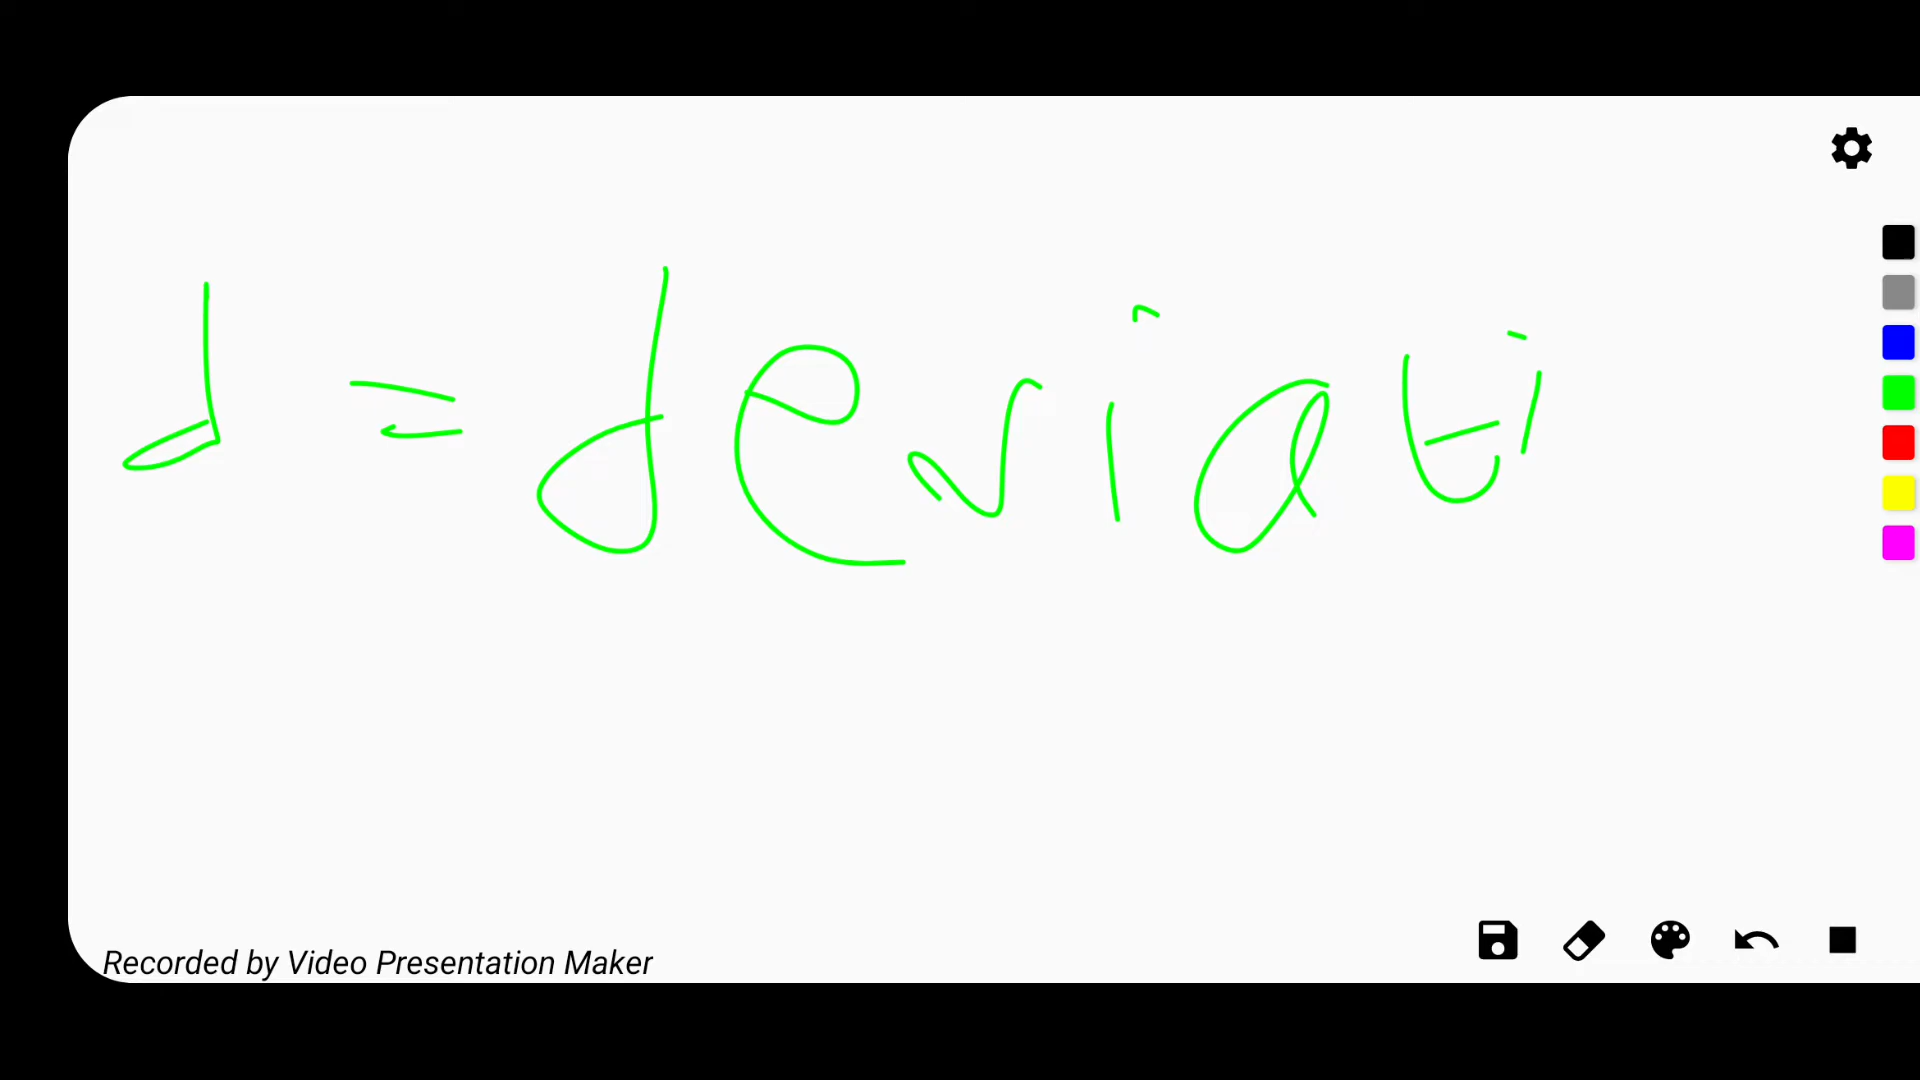 d = deviati
Recorded by Video Presentation Maker